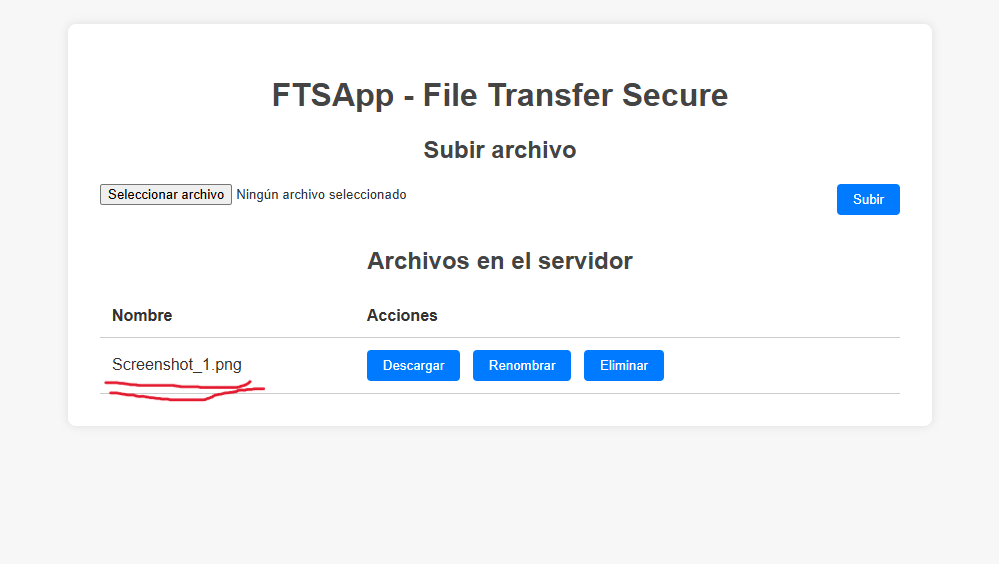 FTSApp - File Transfer Secure
Subir archivo
Seleccionar archivo Ningún archivo seleccionado Subir
Archivos en el servidor
Nombre Acciones
Screenshot_1.png Descargar Renombrar Eliminar